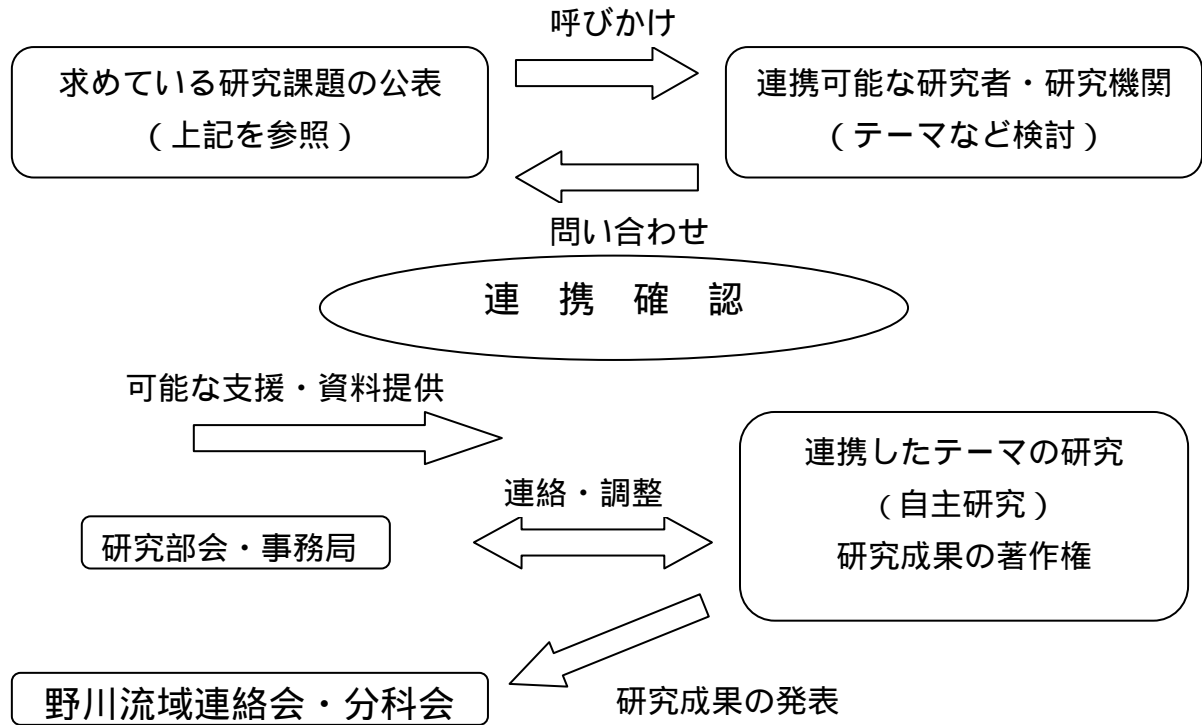 呼びかけ
求めている研究課題の公表
(上記を参照)
連携可能な研究者・研究機関
(テーマなど検討)
問い合わせ
連 携 確 認
可能な支援・資料提供
連携したテーマの研究
(自主研究)
研究成果の著作権
連絡・調整
研究部会・事務局
野川流域連絡会・分科会
研究成果の発表